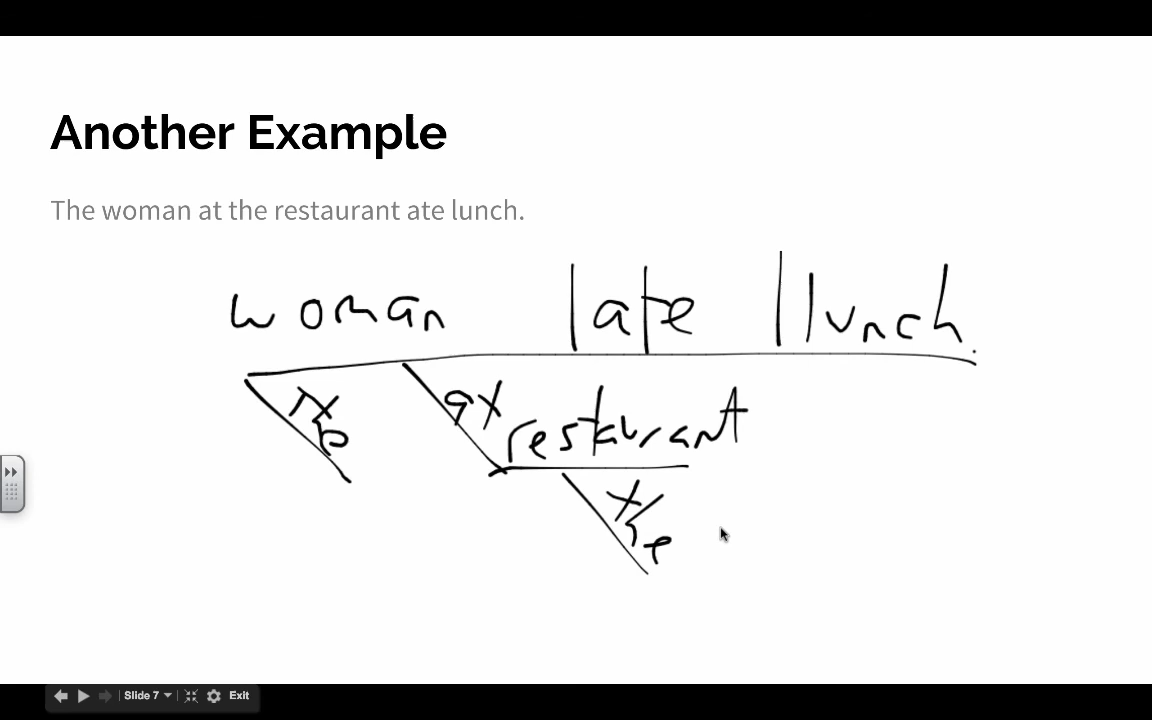 Another Example
The woman at the restaurant ate lunch.
woman ate lunch
The at restaurant
the
Slide 7 Exit